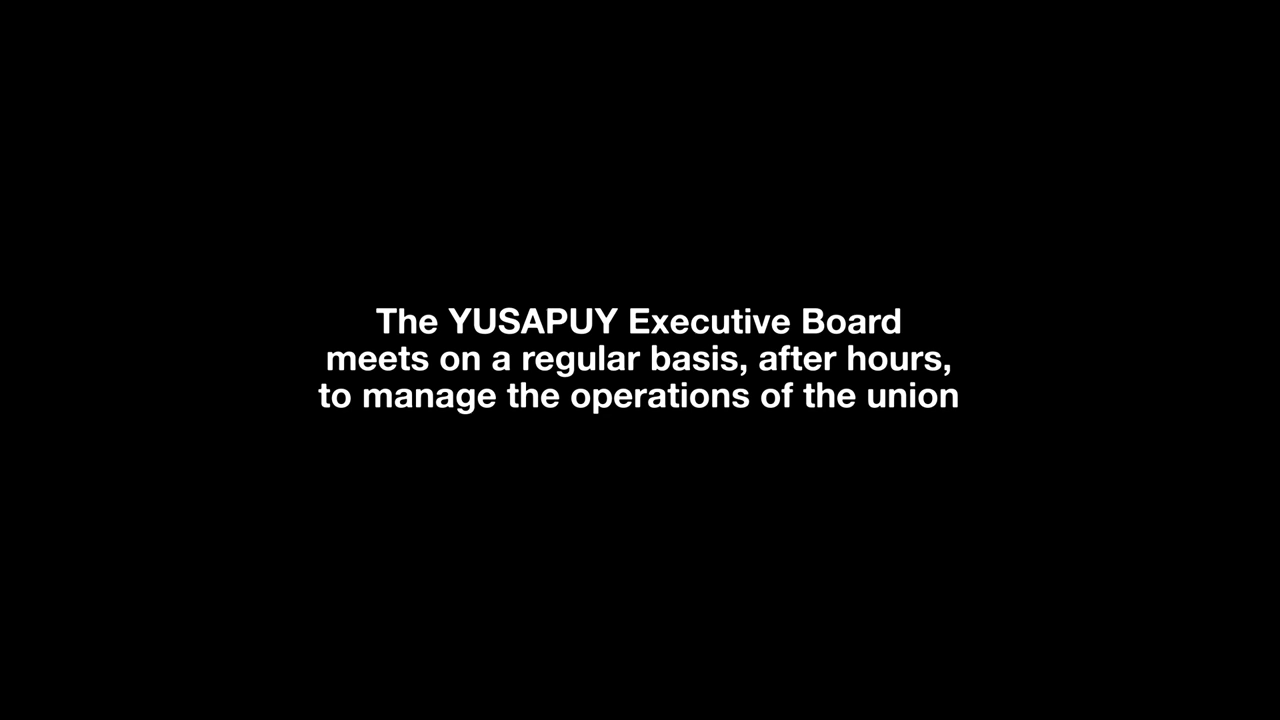 The YUSAPUY Executive Board
meets on a regular basis, after hours,
to manage the operations of the union